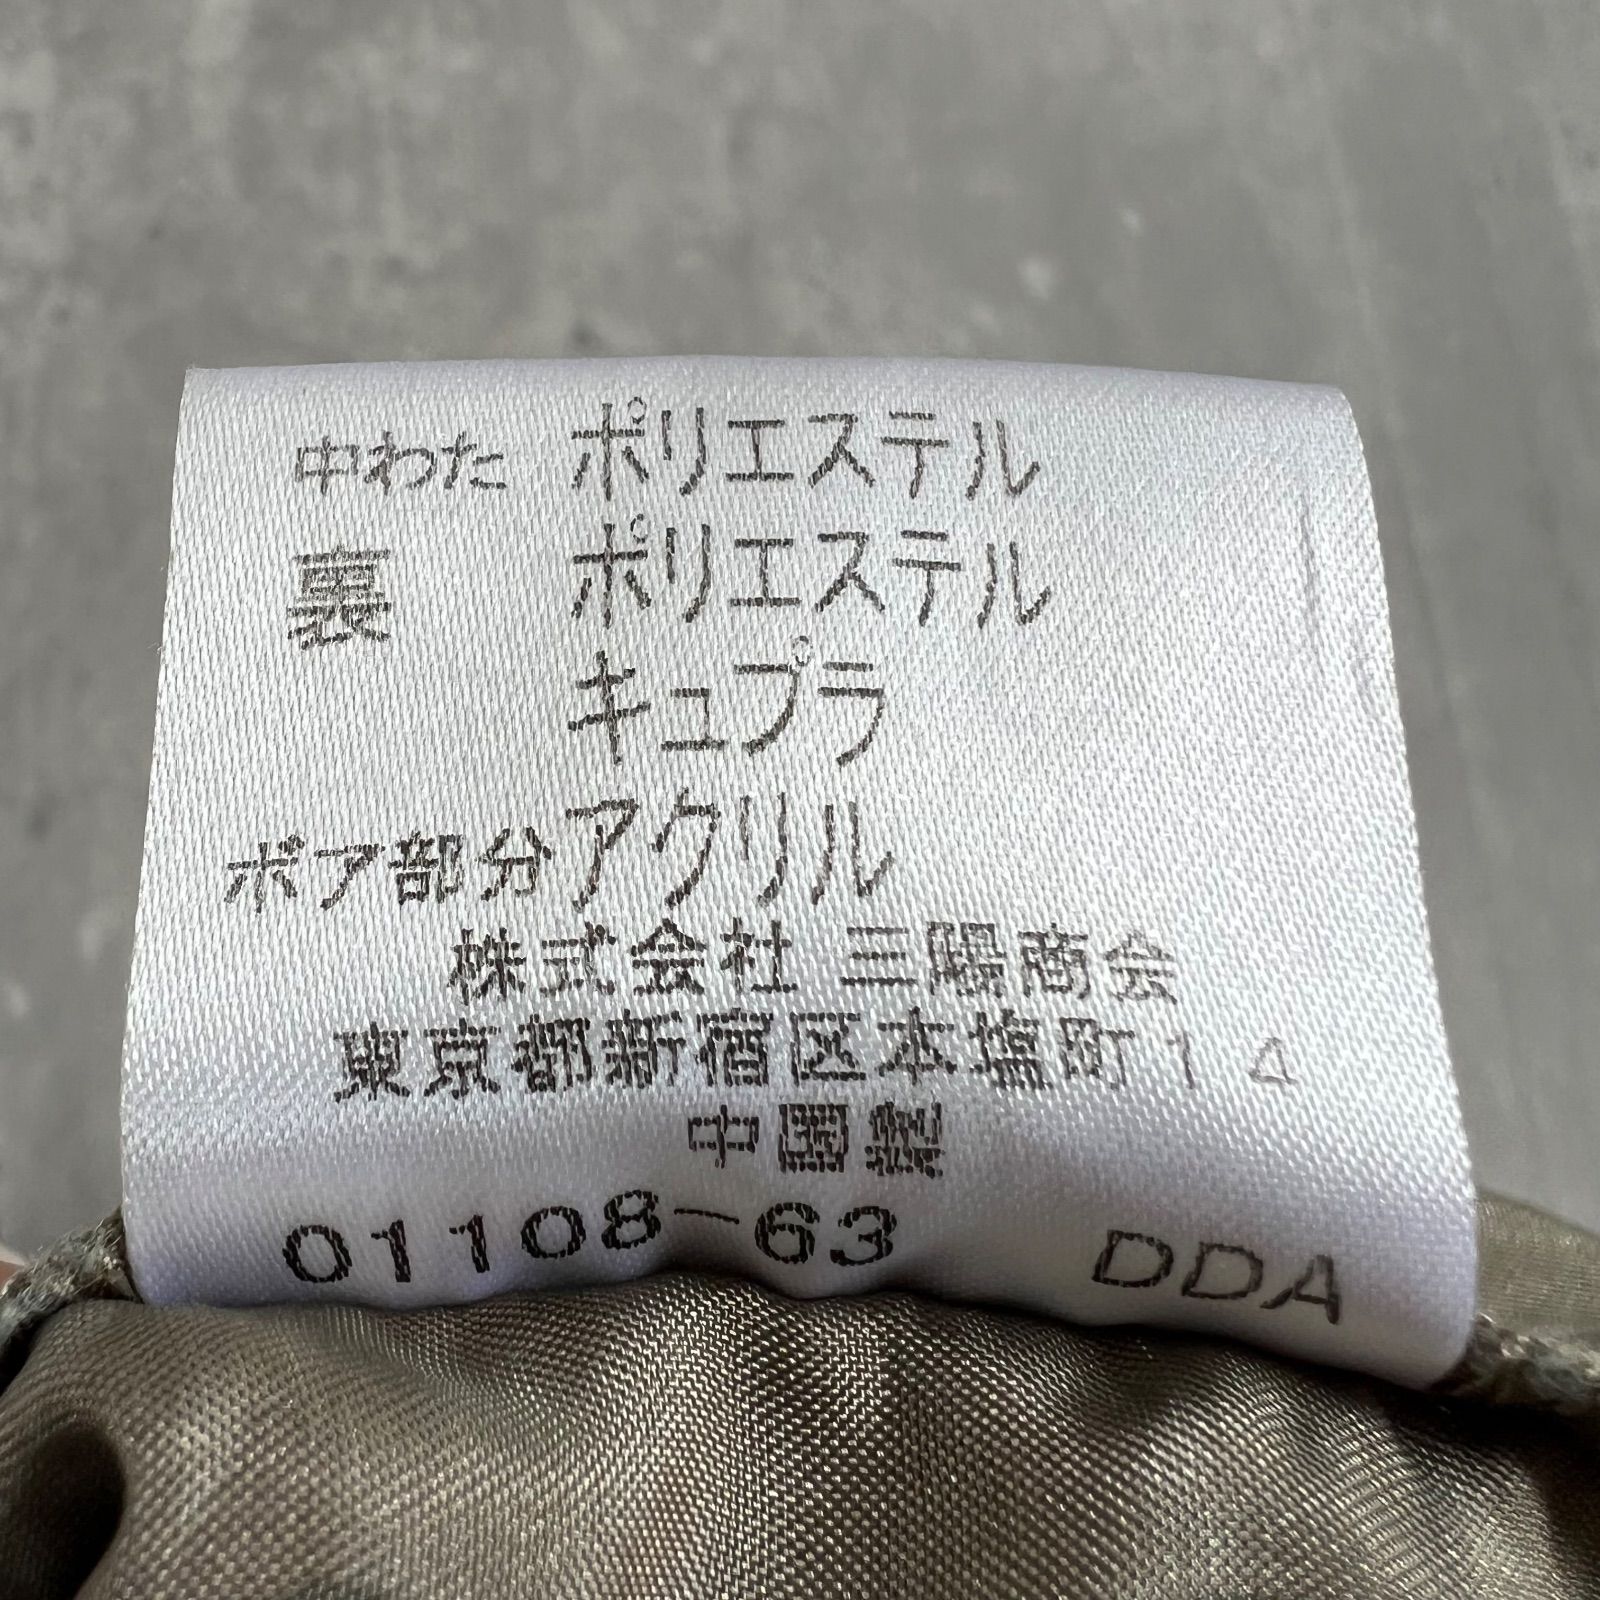 中わた ポリエステル
裏 ポリエステル
キュプラ
ボア部分 アクリル
株式会社 三陽商会
東京都新宿区本塩町14
中国製
01108-63 DDA